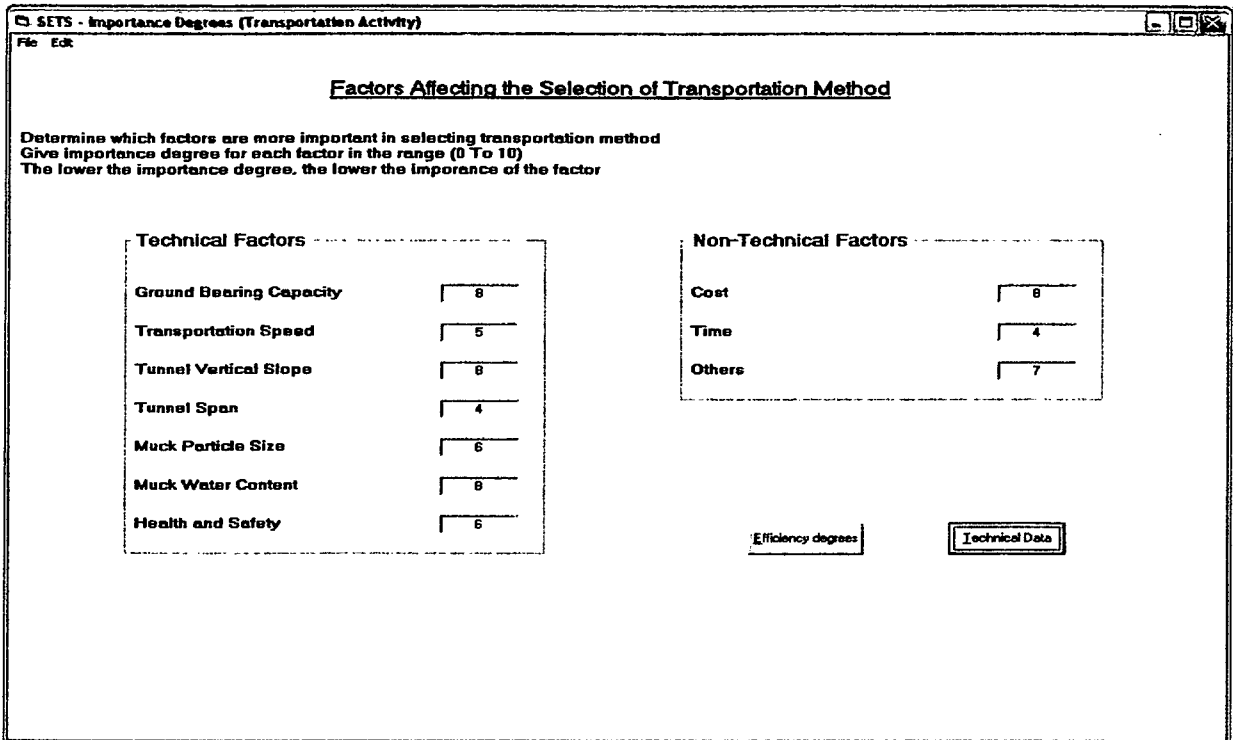 SETS - Importance Degrees (Transportation Activity)
File Edit
Factors Affecting the Selection of Transportation Method
Determine which factors are more important in selecting transportation method
Give importance degree for each factor in the range (0 To 10)
The lower the importance degree, the lower the imporance of the factor
Technical Factors
Ground Bearing Capacity 8
Transportation Speed 5
Tunnel Vertical Slope 8
Tunnel Span 4
Muck Particle Size 6
Muck Water Content 8
Health and Safety 6
Non-Technical Factors
Cost 8
Time 4
Others 7
Efficiency degrees
Technical Data